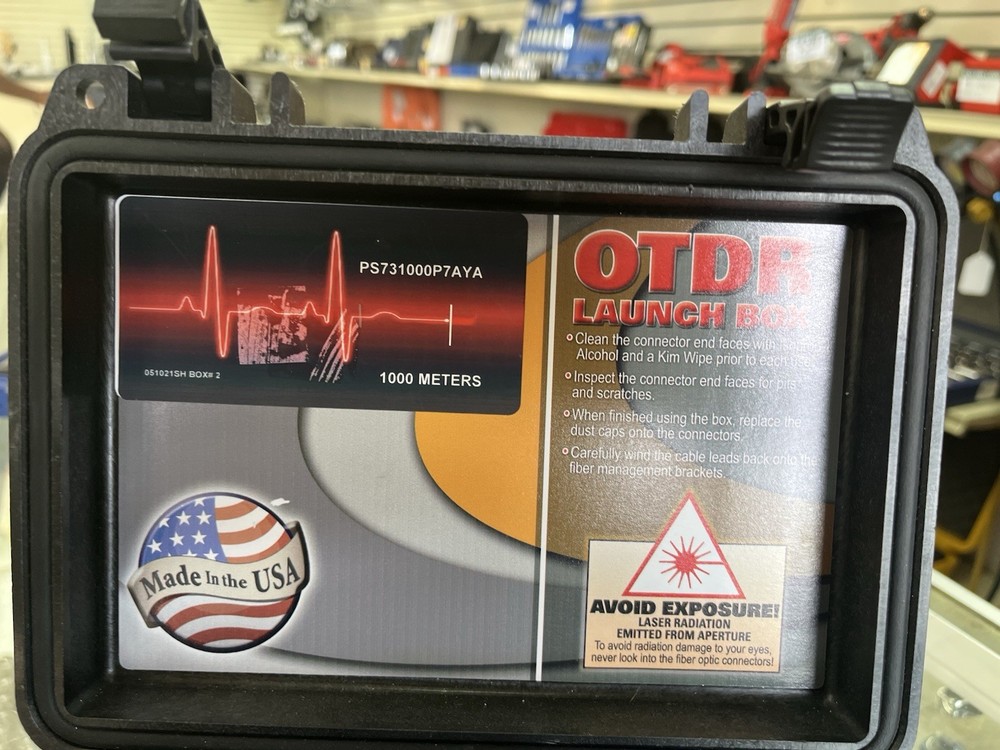 PS731000P7AYA
051021SH BOX# 2
1000 METERS
Made In the USA
OTDR
LAUNCH BOX
Clean the connector end faces with
Alcohol and a Kim Wipe prior to each use.
Inspect the connector end faces for pits
and scratches.
When finished using the box, replace the
dust caps onto the connectors.
Carefully wind the cable leads back onto the
fiber management brackets.
AVOID EXPOSURE!
LASER RADIATION
EMITTED FROM APERTURE
To avoid radiation damage to your eyes,
never look into the fiber optic connectors!